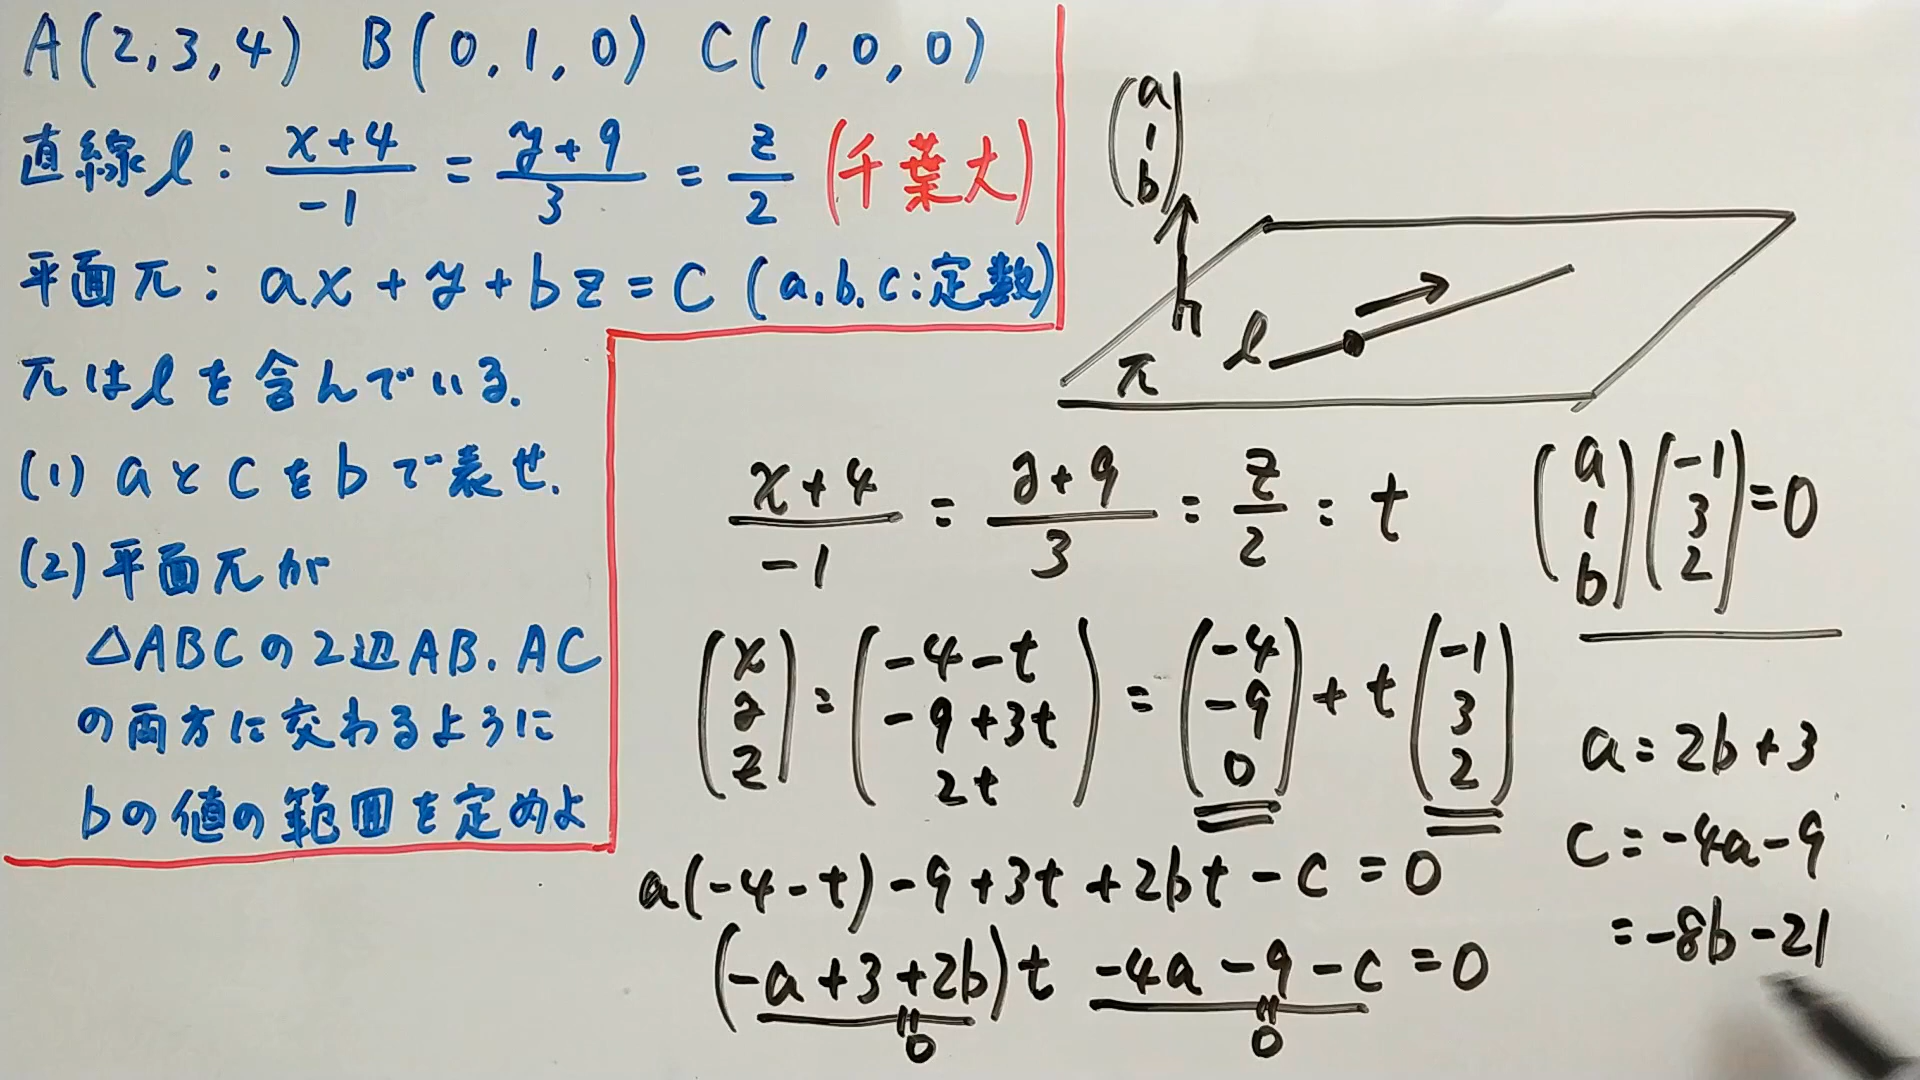 A(2,3,4) B(0,1,0) C(1,0,0)
直線ℓ: (x+4)/-1 = (y+9)/3 = z/2 (千葉大)
平面π: ax+y+bz=c (a.b.c:定数)
πはℓを含んでいる.
(1) aとcをbで表せ.
(2) 平面πが
△ABCの2辺AB.AC
の両方に交わるように
bの値の範囲を定めよ
(a 1 b)
h
π
ℓ
(x+4)/-1 = (y+9)/3 = z/2 = t
(x y z) = (-4-t -9+3t 2t) = (-4 -9 0) + t(-1 3 2)
a(-4-t)-9+3t+2bt-c=0
(-a+3+2b)t -4a-9-c=0
0 0
(a 1 b)(-1 3 2)=0
a=2b+3
c=-4a-9
=-8b-21